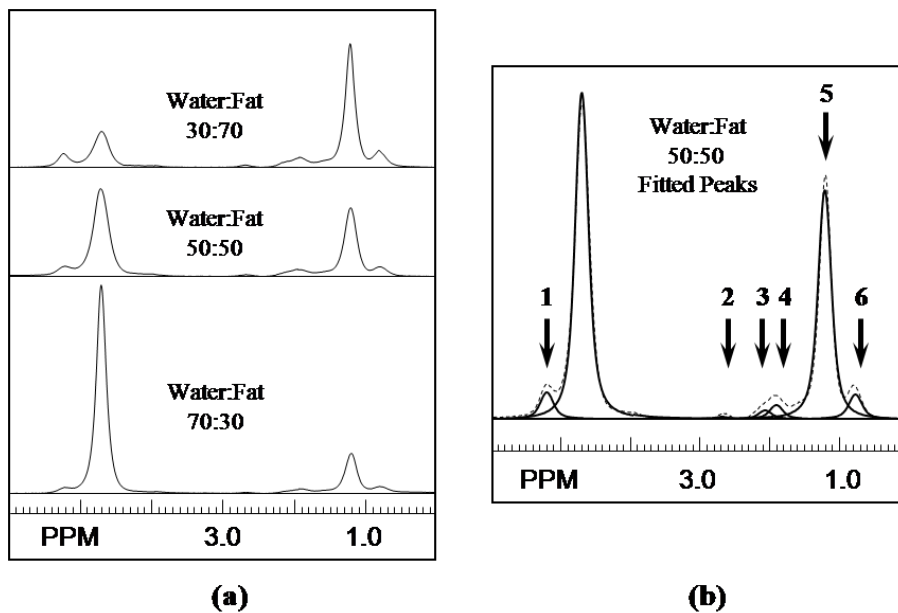 Water:Fat
30:70
Water:Fat
50:50
Water:Fat
70:30
PPM 3.0 1.0
(a)
5
Water:Fat
50:50
Fitted Peaks
1 2 3 4 6
PPM 3.0 1.0
(b)